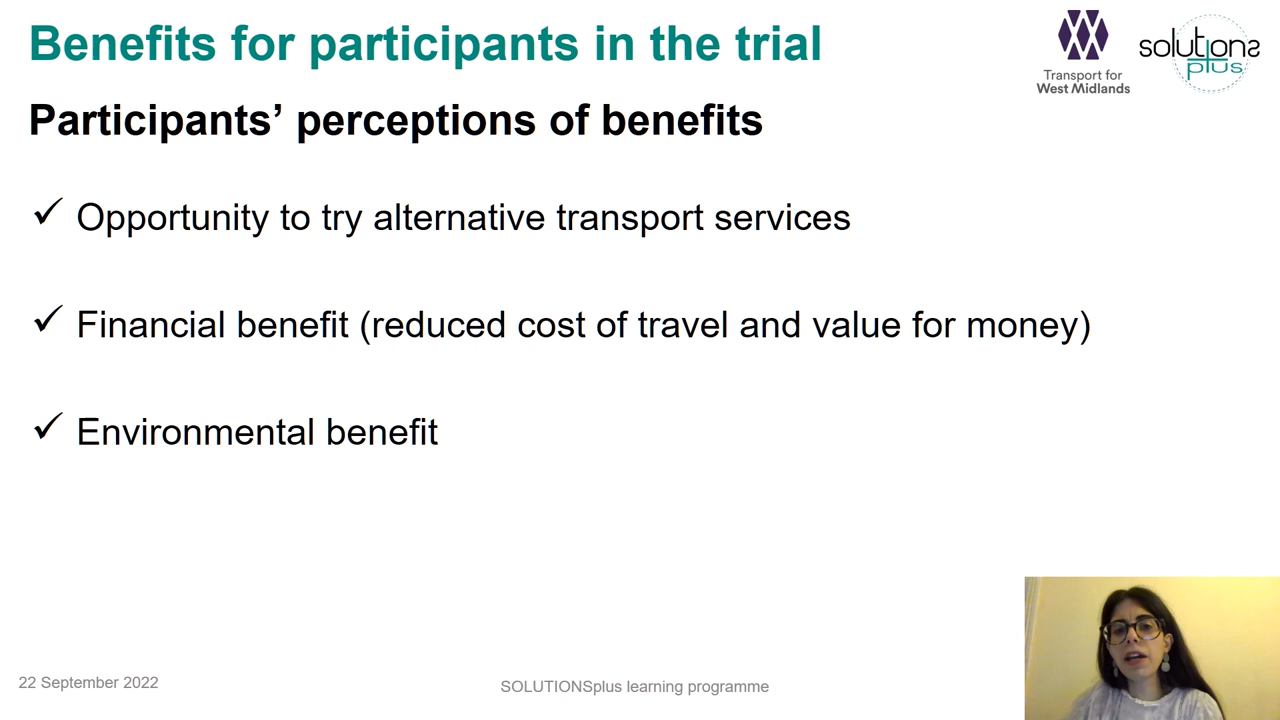 Benefits for participants in the trial
Transport for
West Midlands
solutions
plus
Participants’ perceptions of benefits
✓ Opportunity to try alternative transport services
✓ Financial benefit (reduced cost of travel and value for money)
✓ Environmental benefit
22 September 2022
SOLUTIONSplus learning programme